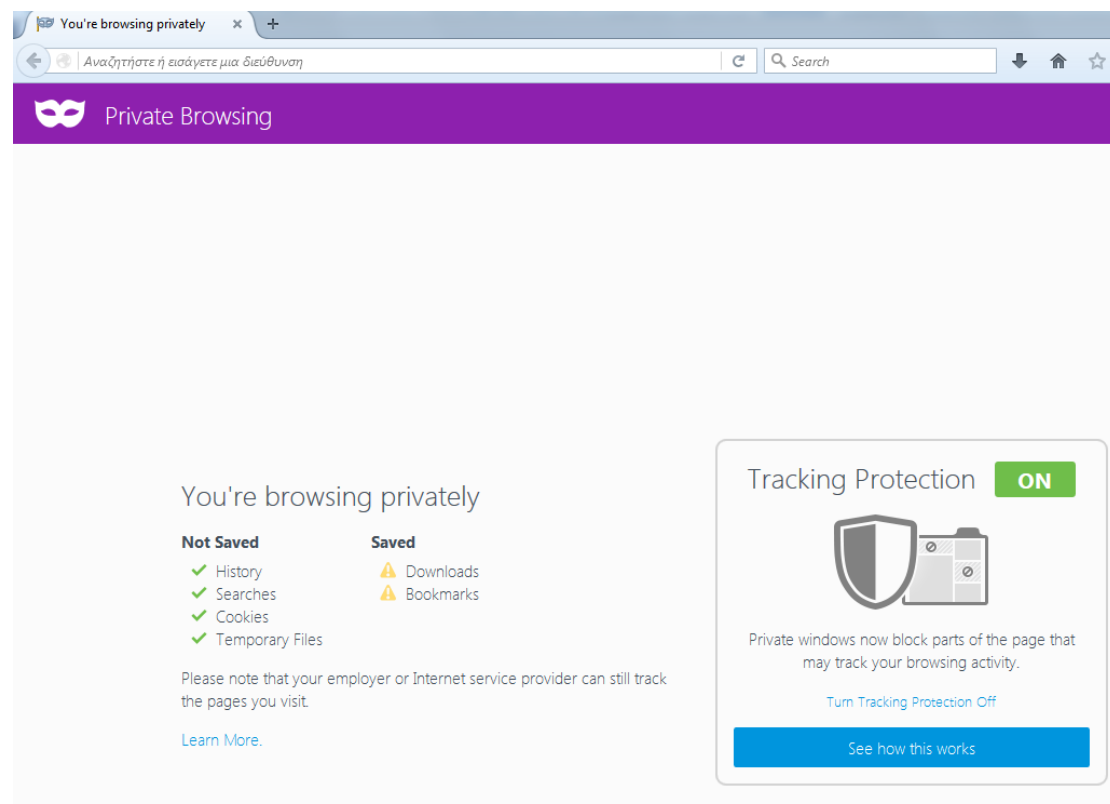 You're browsing privately
Αναζητήστε ή εισάγετε μια διεύθυνση
Search
Private Browsing
You're browsing privately
Not Saved
Saved
History
Downloads
Searches
Bookmarks
Cookies
Temporary Files
Please note that your employer or Internet service provider can still track
the pages you visit.
Learn More.
Tracking Protection
ON
Private windows now block parts of the page that
may track your browsing activity.
Turn Tracking Protection Off
See how this works